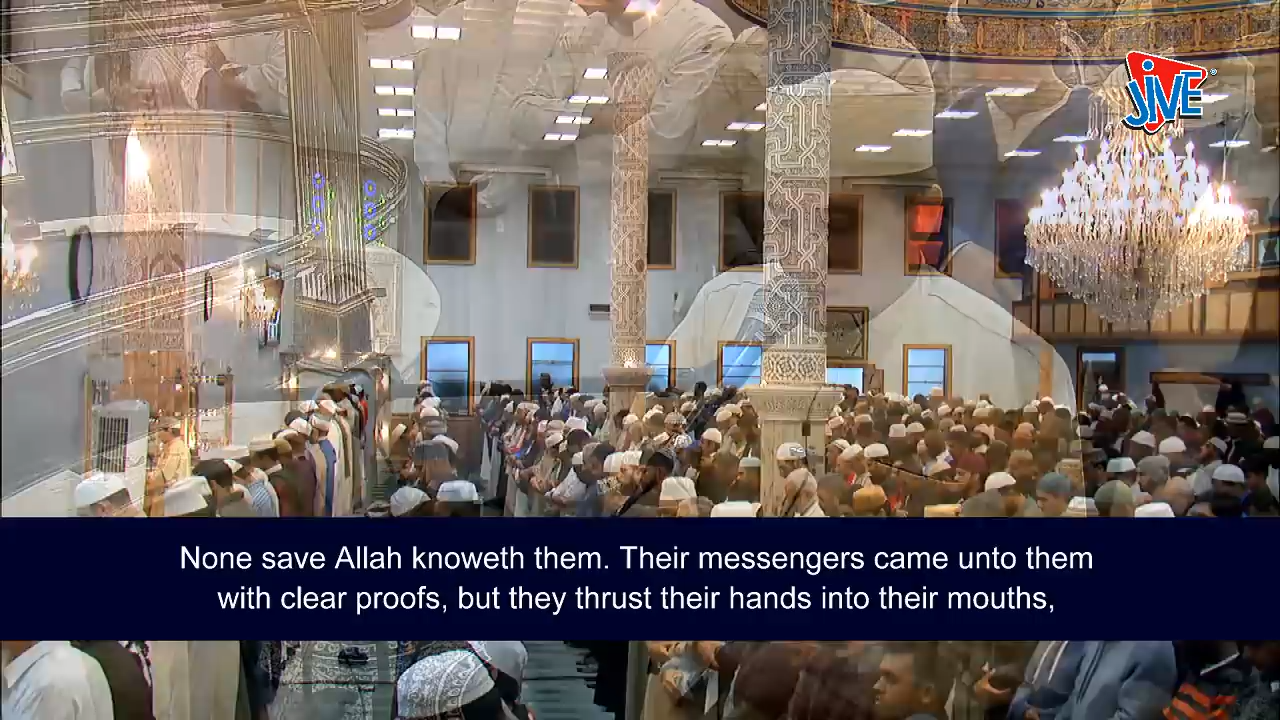 JIVE
None save Allah knoweth them. Their messengers came unto them
with clear proofs, but they thrust their hands into their mouths,